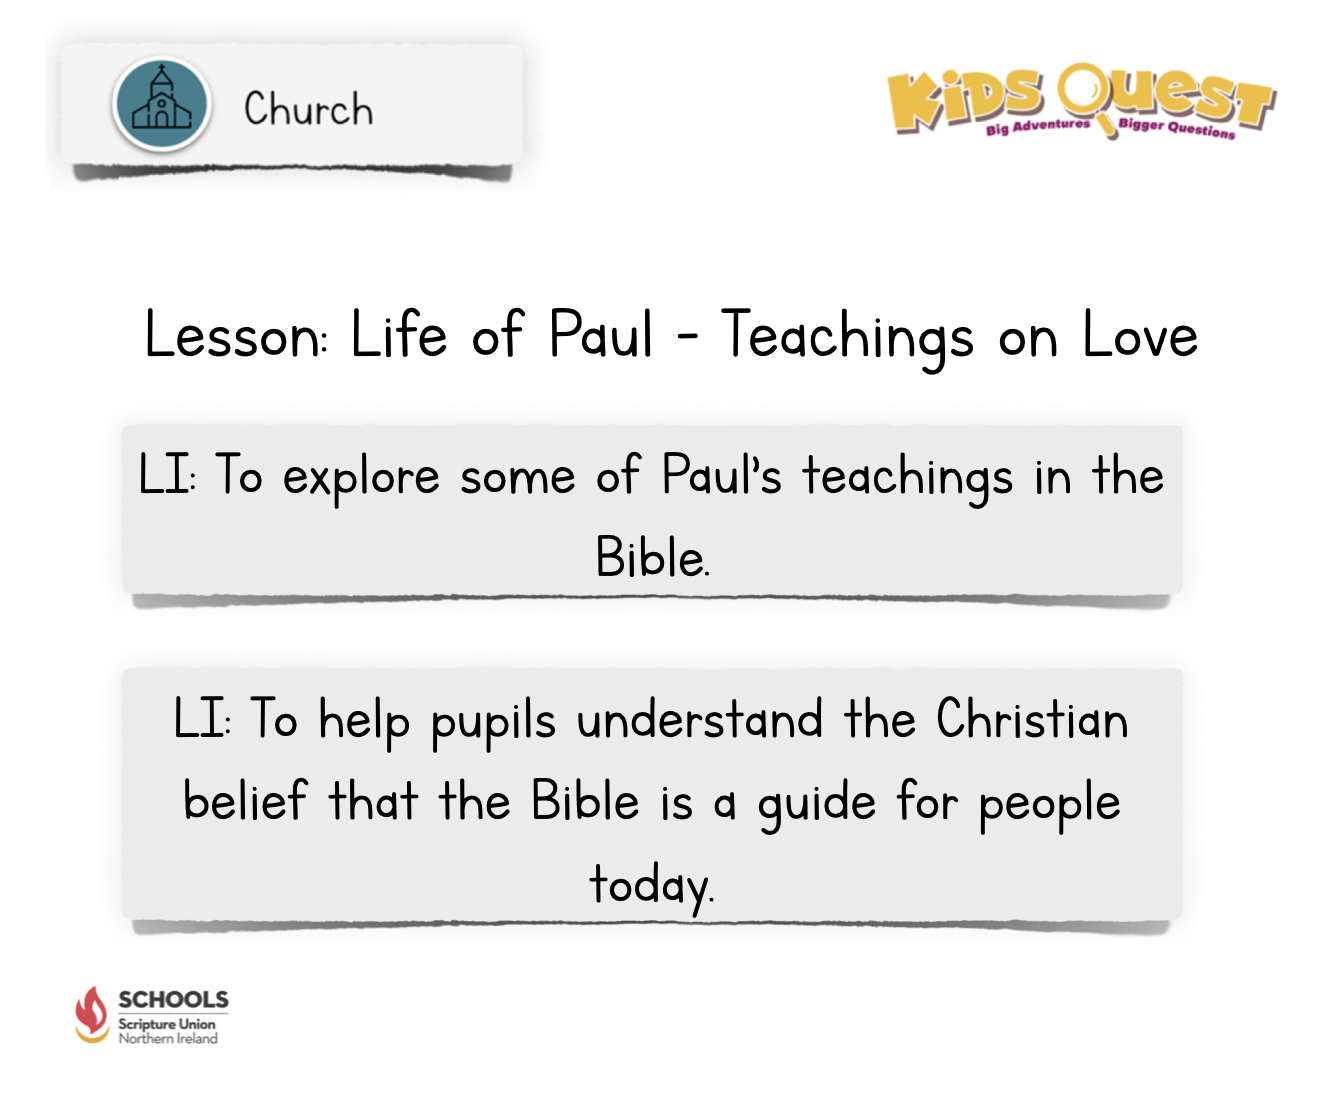 Church
KiDS QUEST
Big Adventures Bigger Questions
Lesson: Life of Paul - Teachings on Love
LI: To explore some of Paul's teachings in the
Bible.
LI: To help pupils understand the Christian
belief that the Bible is a guide for people
today.
SCHOOLS
Scripture Union
Northern Ireland